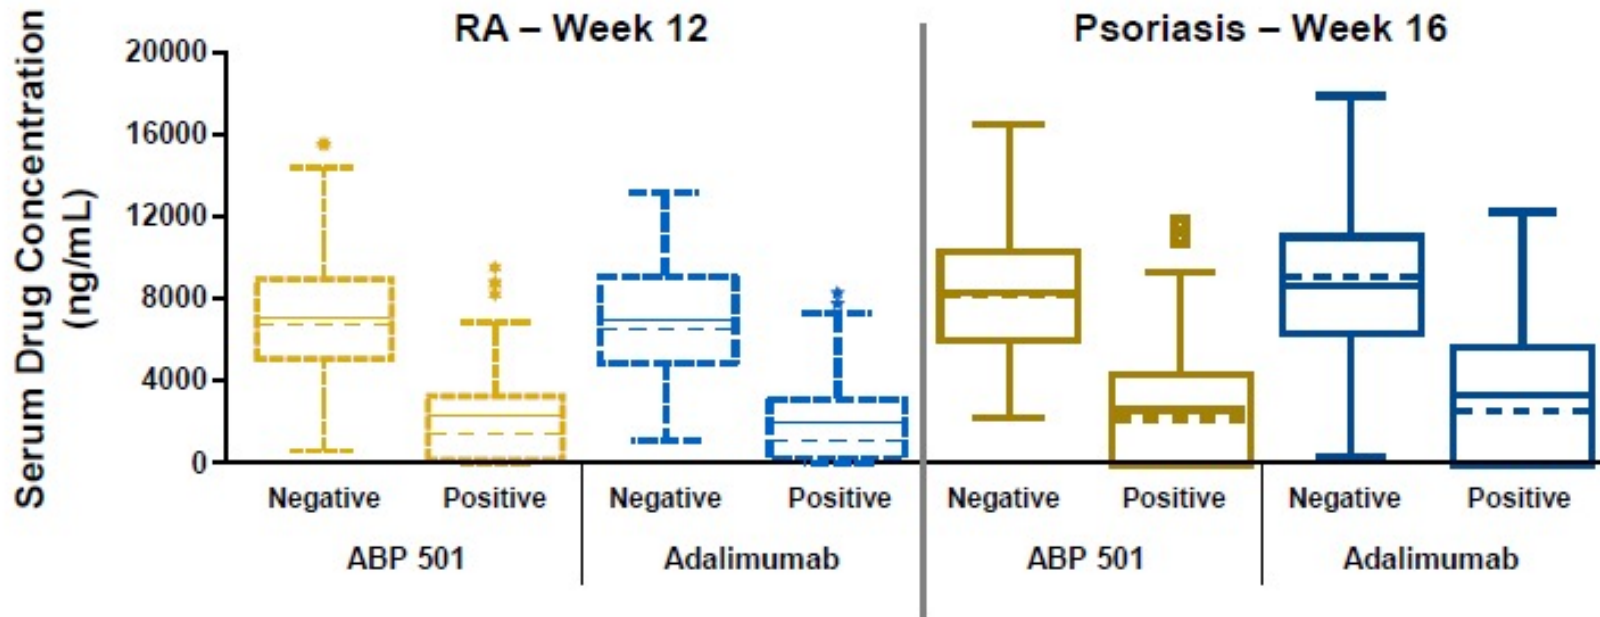 RA – Week 12
Psoriasis – Week 16
Serum Drug Concentration
(ng/mL)
20000
16000
12000
8000
4000
0
Negative Positive Negative Positive Negative Positive Negative Positive
ABP 501 Adalimumab ABP 501 Adalimumab